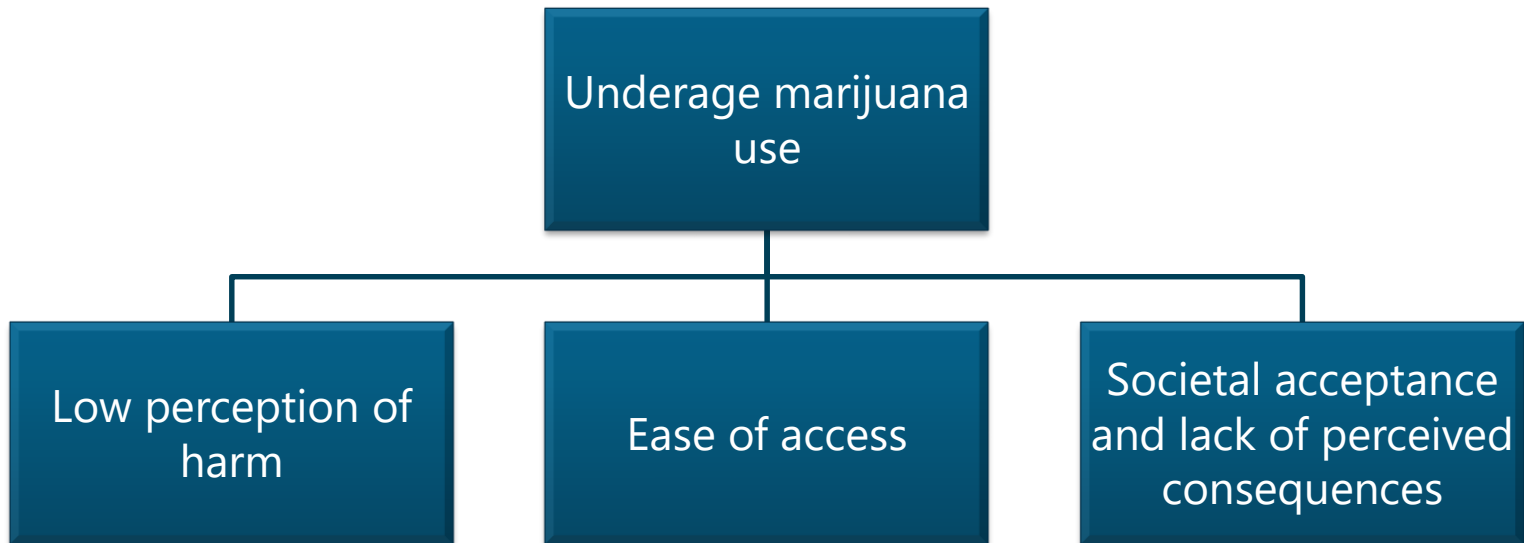 Underage marijuana
use
Low perception of
harm
Ease of access
Societal acceptance
and lack of perceived
consequences